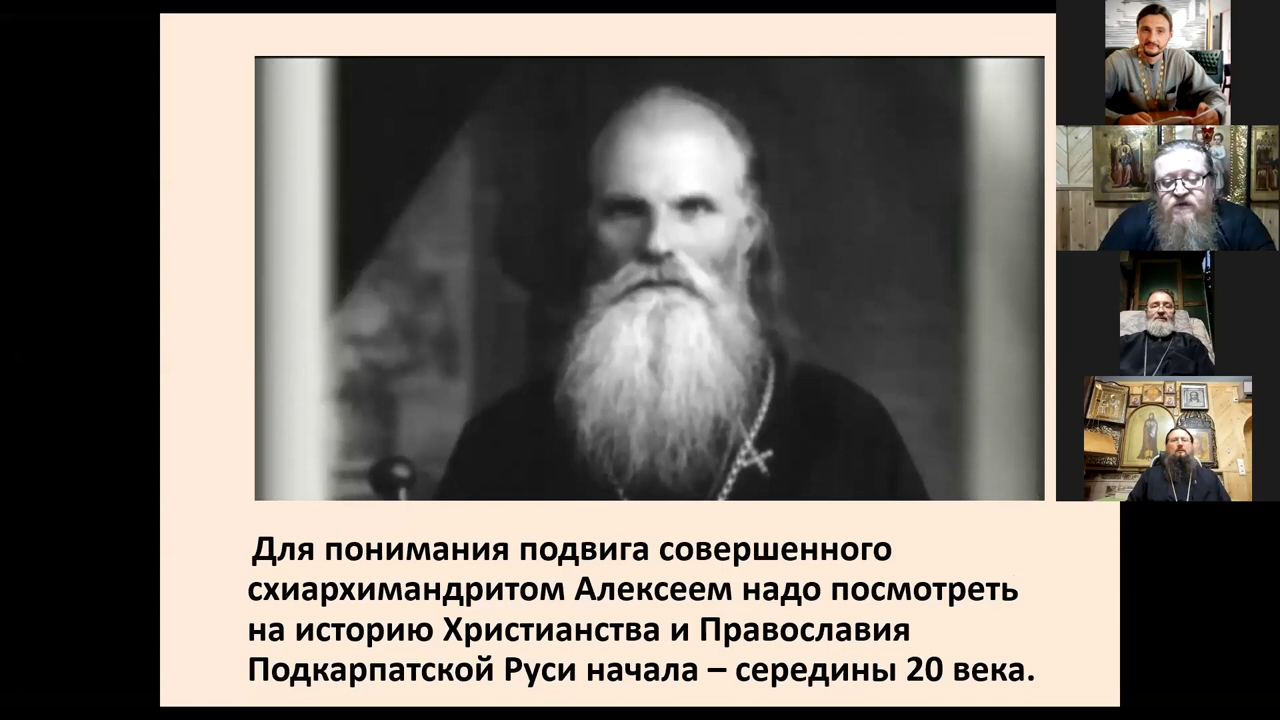 Для понимания подвига совершенного
схиархимандритом Алексеем надо посмотреть
на историю Христианства и Православия
Подкарпатской Руси начала – середины 20 века.